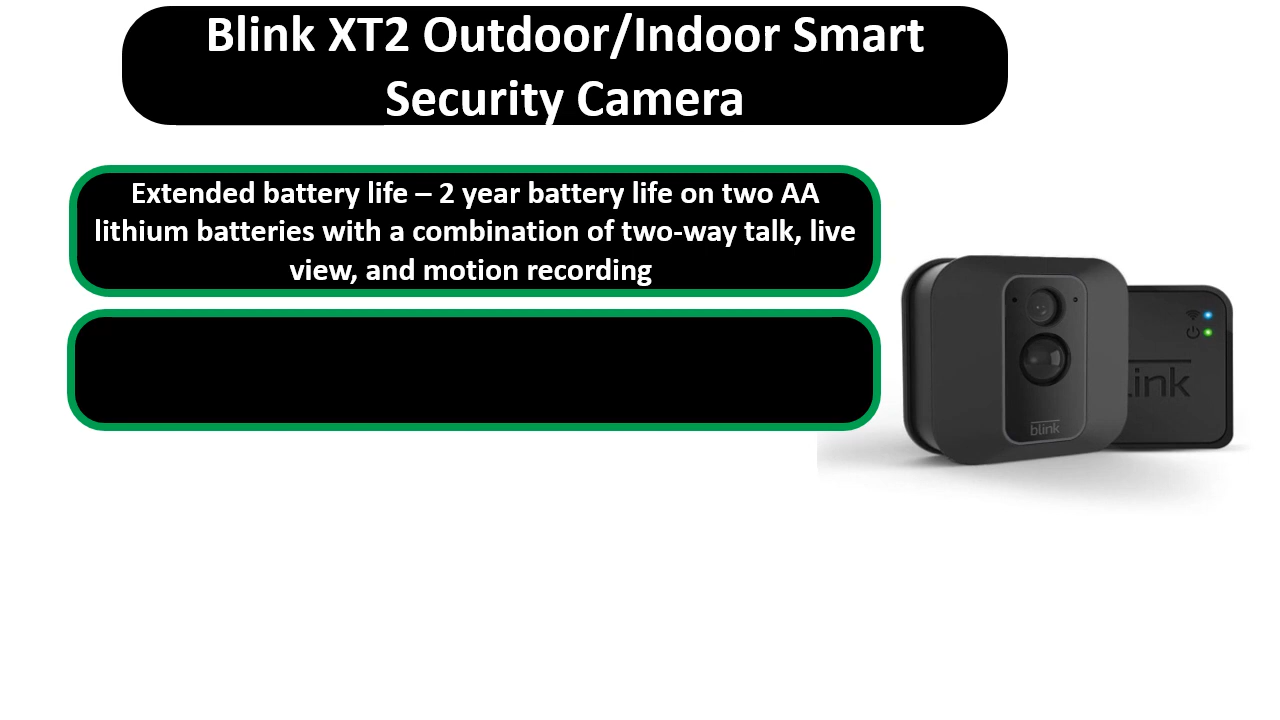 Blink XT2 Outdoor/Indoor Smart
Security Camera
Extended battery life – 2 year battery life on two AA
lithium batteries with a combination of two-way talk, live
view, and motion recording
blink
link